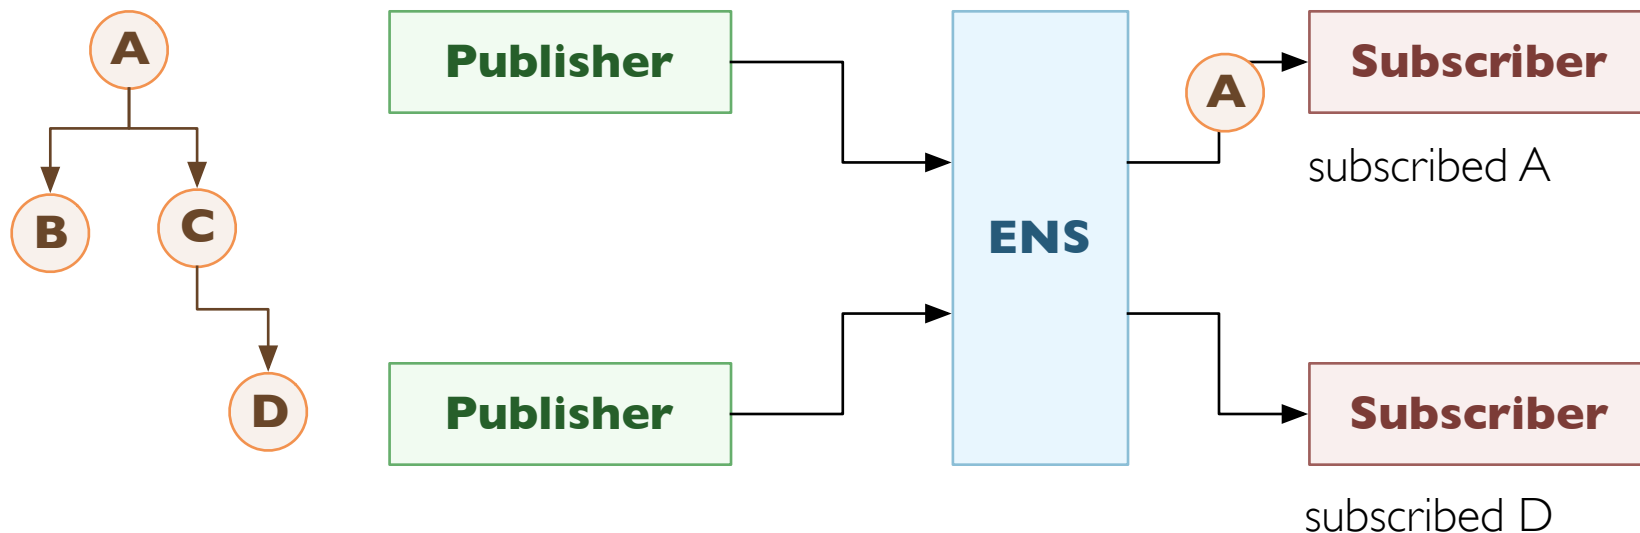 A
B
C
D
Publisher
Publisher
ENS
A
Subscriber
subscribed A
Subscriber
subscribed D